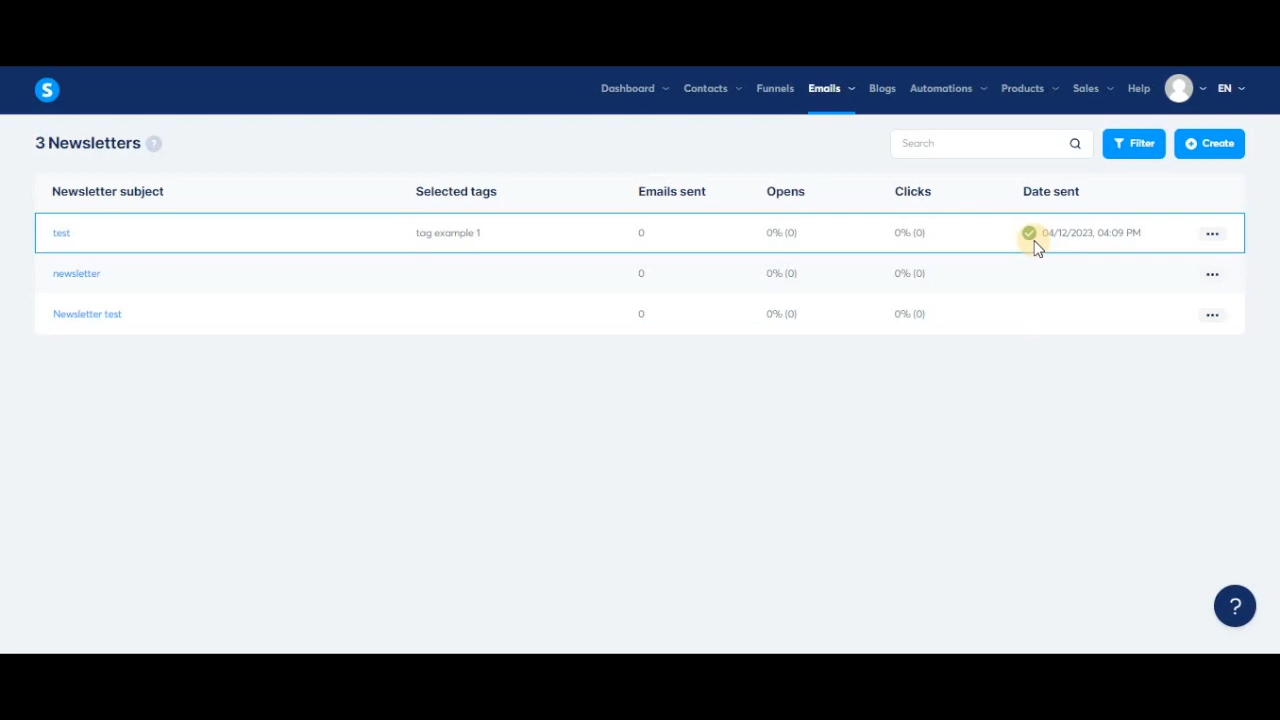 S Dashboard Contacts Funnels Emails Blogs Automations Products Sales Help EN
3 Newsletters ? Search Filter Create
Newsletter subject Selected tags Emails sent Opens Clicks Date sent
test tag example 1 0 0% (0) 0% (0) 04/12/2023, 04:09 PM
newsletter 0 0% (0) 0% (0)
Newsletter test 0 0% (0) 0% (0)
?